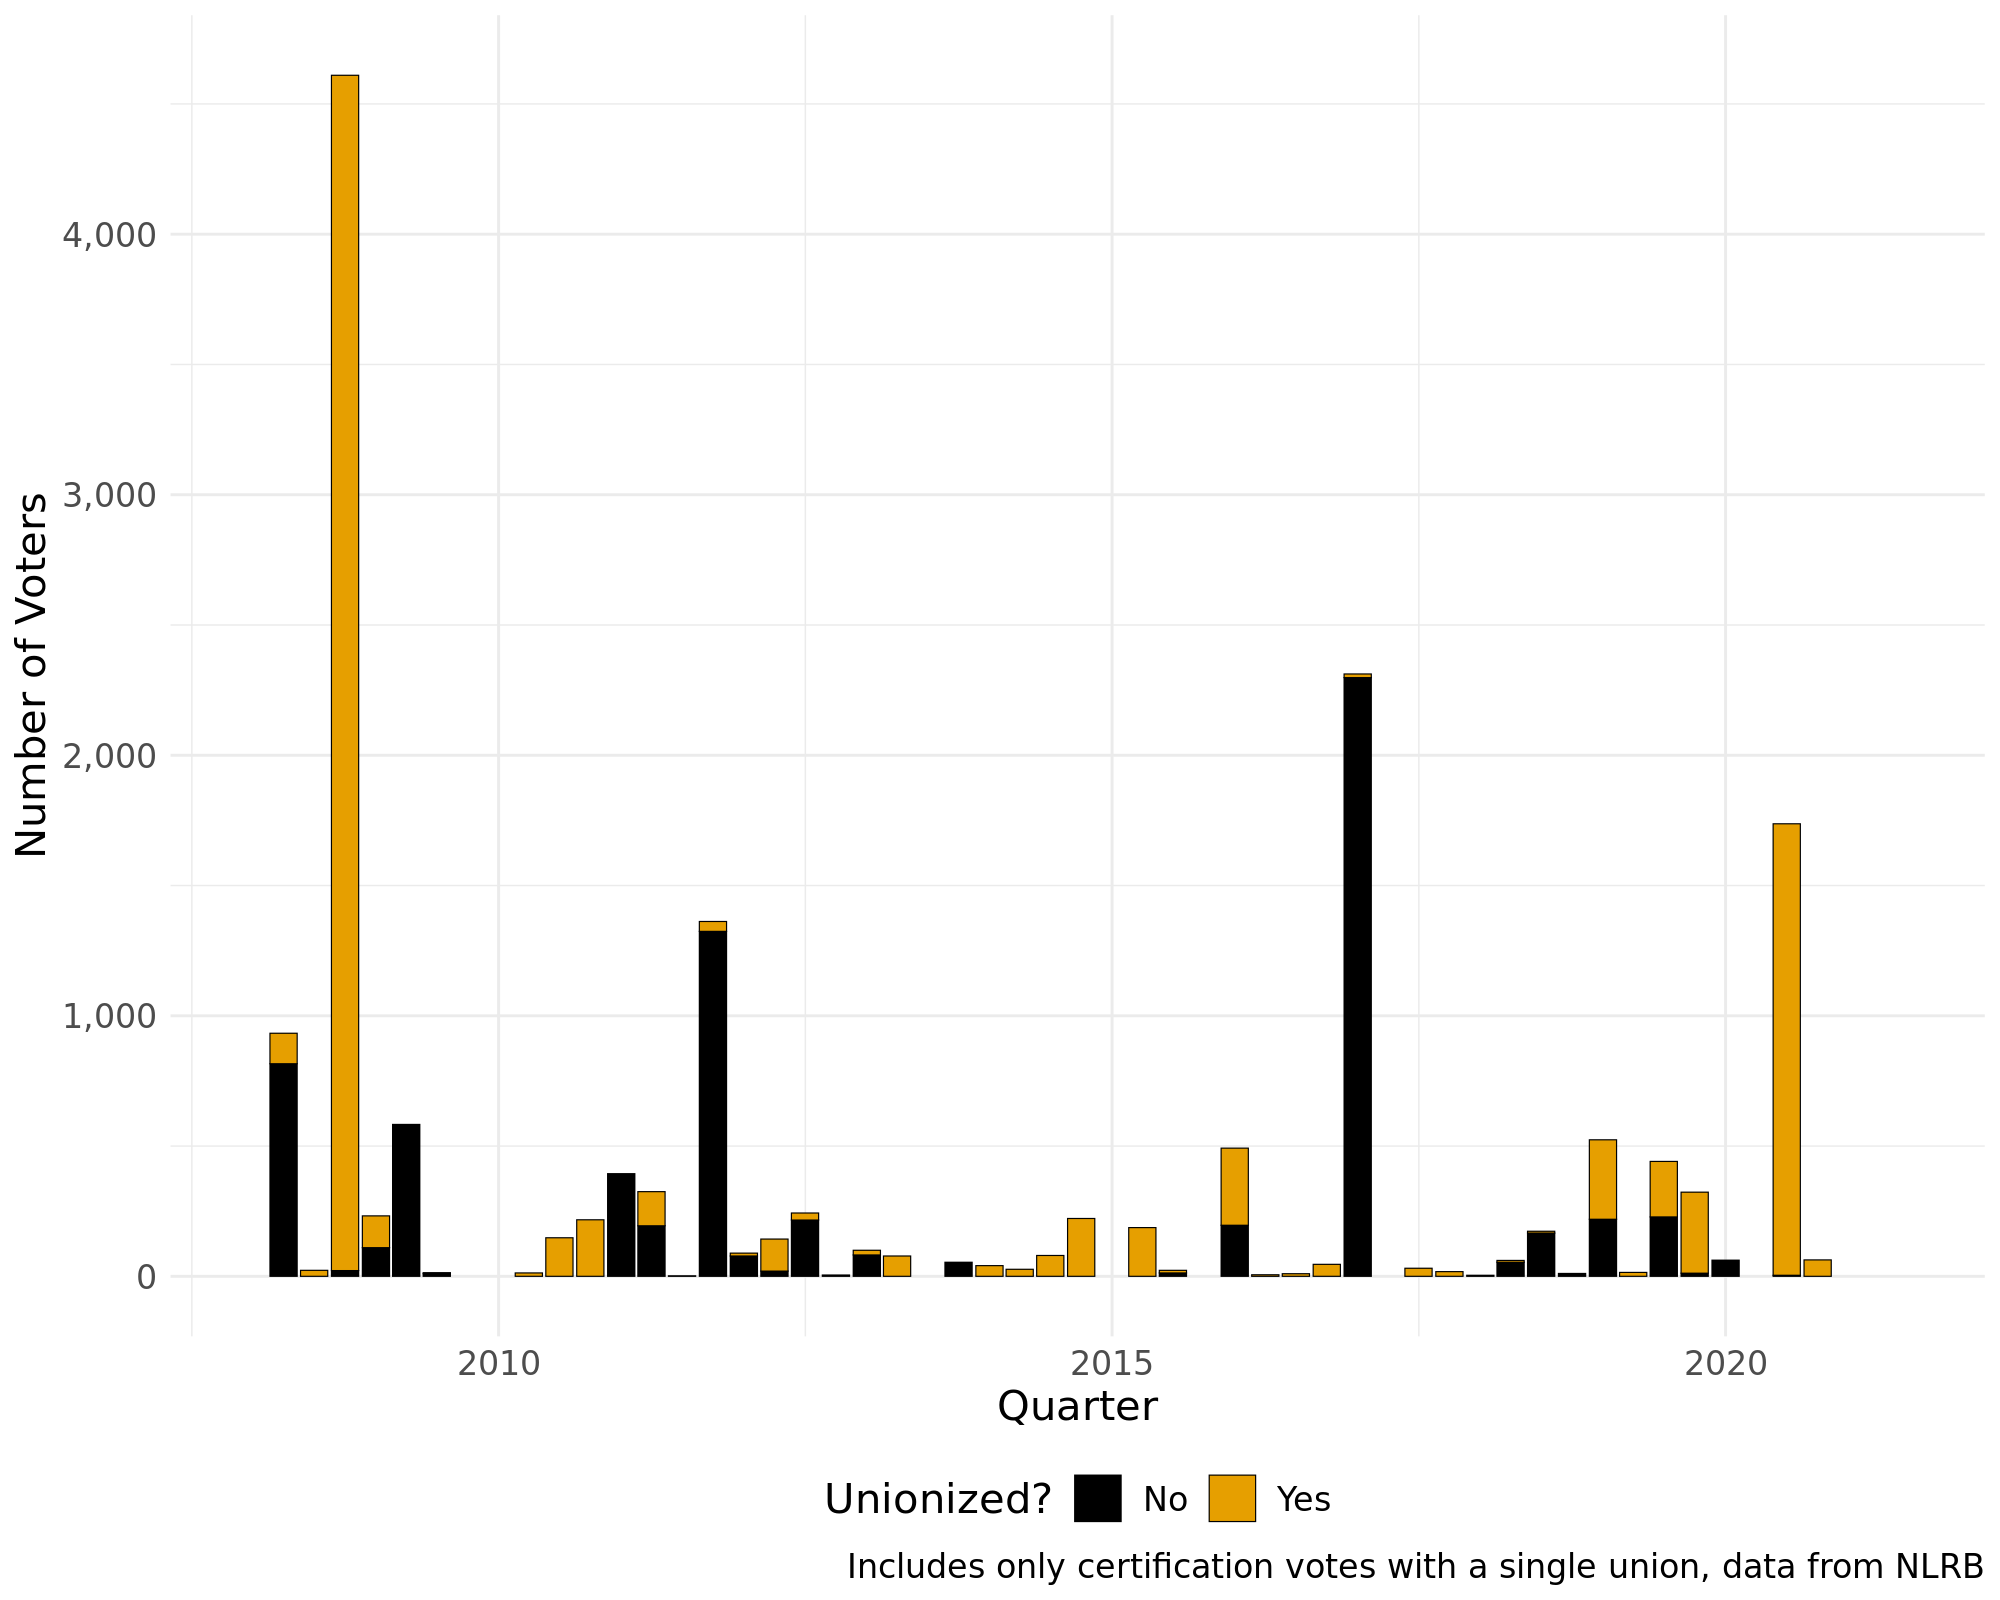 4,000
3,000
2,000
1,000
0
Number of Voters
2010
2015
2020
Quarter
Unionized? No Yes
Includes only certification votes with a single union, data from NLRB